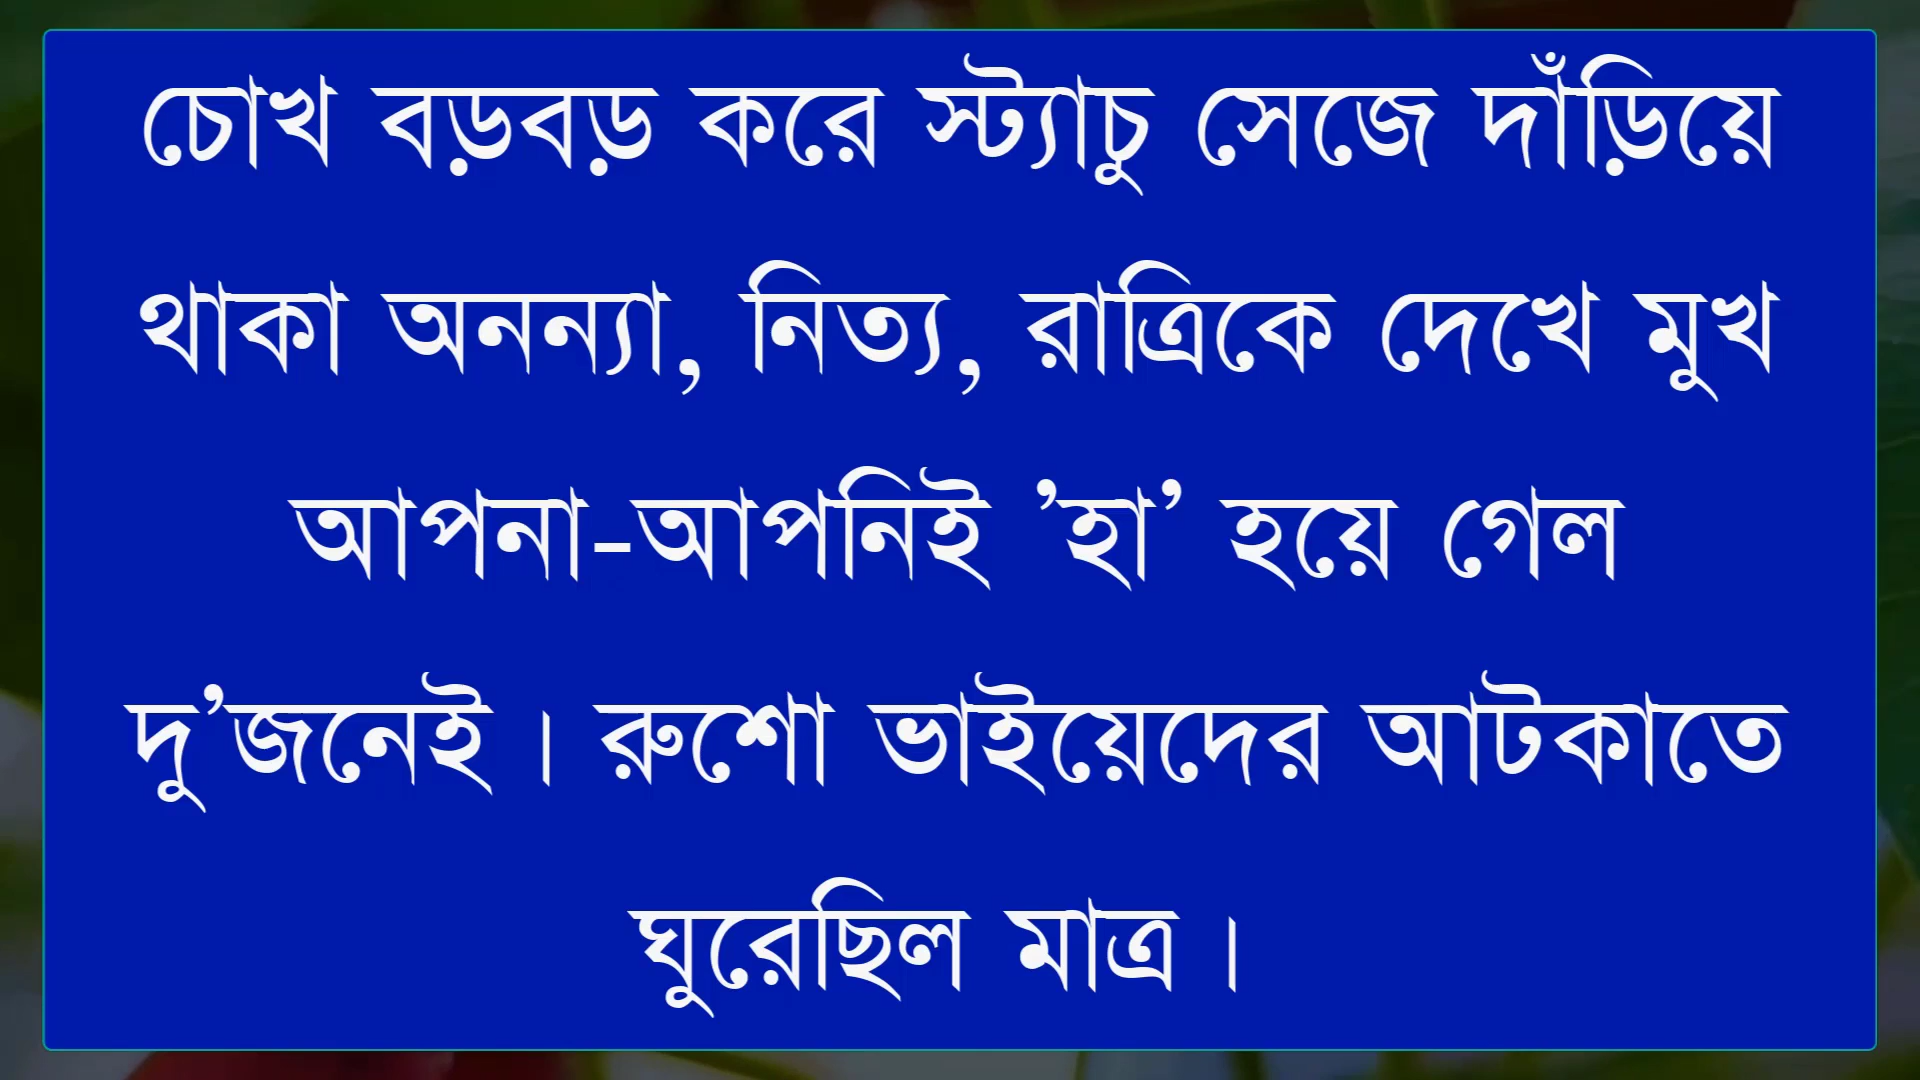 চোখ বড়বড় করে স্ট্যাচু সেজে দাঁড়িয়ে
থাকা অনন্যা, নিত্য, রাত্রিকে দেখে মুখ
আপনা-আপনিই ’হা’ হয়ে গেল
দু’জনেই। রুশো ভাইয়েদের আটকাতে
ঘুরেছিল মাত্র।